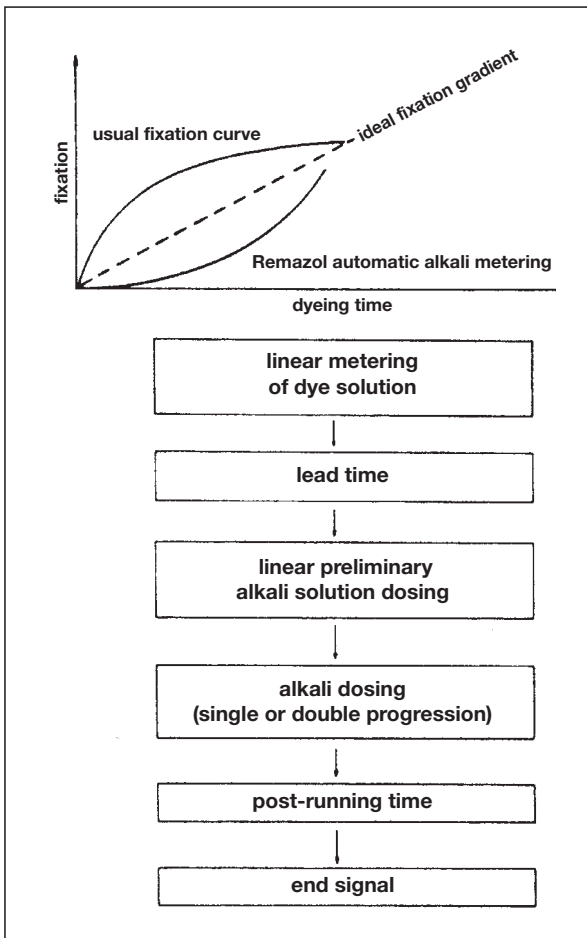 fixation
usual fixation curve
ideal fixation gradient
Remazol automatic alkali metering
dyeing time
linear metering
of dye solution
lead time
linear preliminary
alkali solution dosing
alkali dosing
(single or double progression)
post-running time
end signal